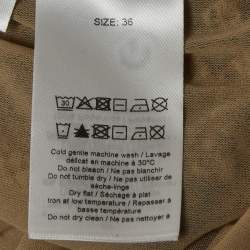 SIZE: 36
30
Cold gentle machine wash / Lavage
délicat en machine à 30°C
Do not bleach / Ne pas blanchir
Do not tumble dry / Ne pas utiliser de
sèche-linge
Dry flat / Séchage à plat
Iron at low temperature / Repasser à
basse température
Do not dry clean / Ne pas nettoyer à